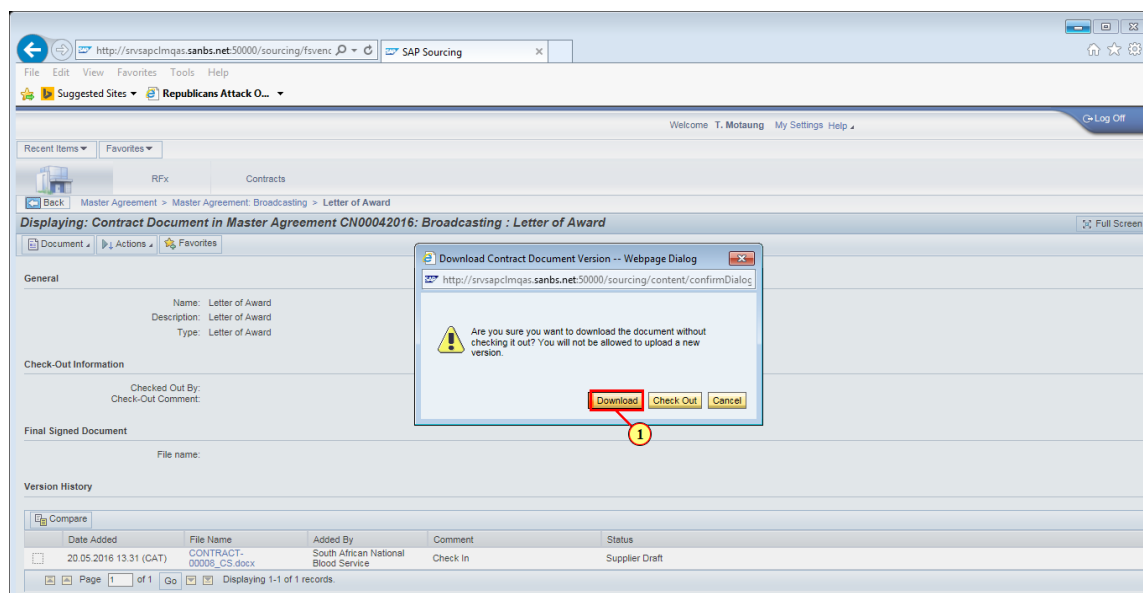 http://srvsapclmqas.sanbs.net:50000/sourcing/fsvenc
SAP Sourcing
File Edit View Favorites Tools Help
Suggested Sites Republicans Attack O...
Welcome T. Motaung My Settings Help
Log Off
Recent Items Favorites
RFx Contracts
Back Master Agreement > Master Agreement: Broadcasting > Letter of Award
Displaying: Contract Document in Master Agreement CN00042016: Broadcasting : Letter of Award
Full Screen
Document Actions Favorites
General
Name: Letter of Award
Description: Letter of Award
Type: Letter of Award
Check-Out Information
Checked Out By:
Check-Out Comment:
Final Signed Document
File name:
Version History
Compare
Date Added File Name Added By Comment Status
20.05.2016 13.31 (CAT) CONTRACT-00008_CS.docx South African National Blood Service Check In Supplier Draft
Page 1 of 1 Go Displaying 1-1 of 1 records.
Download Contract Document Version -- Webpage Dialog
http://srvsapclmqas.sanbs.net:50000/sourcing/content/confirmDialog
Are you sure you want to download the document without
checking it out? You will not be allowed to upload a new
version.
Download Check Out Cancel
1